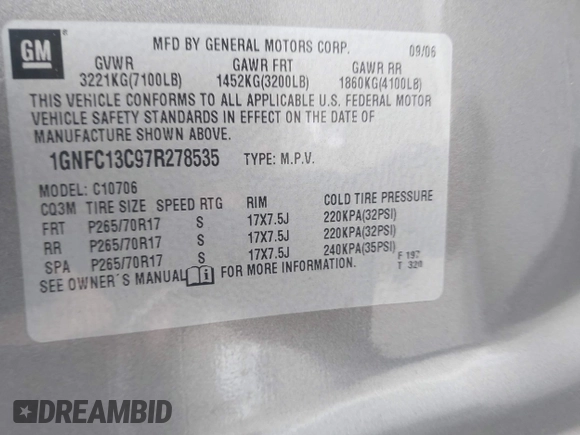 GM
MFD BY GENERAL MOTORS CORP. 09/06
GVWR GAWR FRT GAWR RR
3221KG(7100LB) 1452KG(3200LB) 1860KG(4100LB)
THIS VEHICLE CONFORMS TO ALL APPLICABLE U.S. FEDERAL MOTOR
VEHICLE SAFETY STANDARDS IN EFFECT ON THE DATE OF
MANUFACTURE SHOWN ABOVE.
1GNFC13C97R278535 TYPE: M.P.V.
MODEL: C10706
CQ3M TIRE SIZE SPEED RTG RIM COLD TIRE PRESSURE
FRT P265/70R17 S 17X7.5J 220KPA(32PSI)
RR P265/70R17 S 17X7.5J 220KPA(32PSI)
SPA P265/70R17 S 17X7.5J 240KPA(35PSI)
SEE OWNER´S MANUAL FOR MORE INFORMATION.
F 197
T 320
DREAMBID